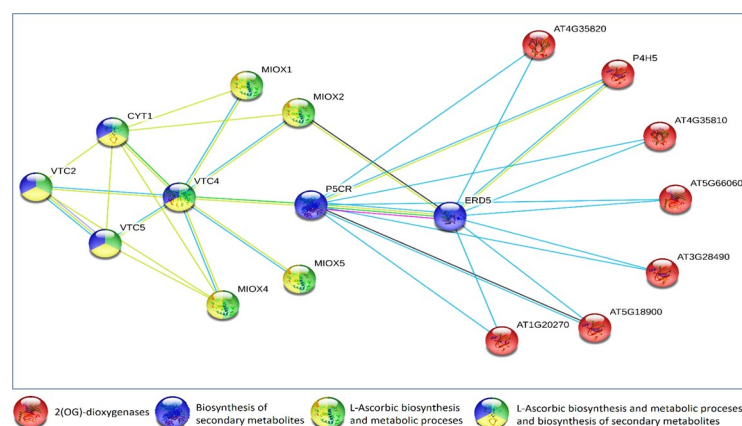 AT4G35820
P4H5
MIOX1
MIOX2
CYT1
AT4G35810
VTC2
VTC4
P5CR
ERD5
AT5G66060
VTC5
AT3G28490
MIOX5
MIOX4
AT5G18900
AT1G20270
2(OG)-dioxygenases
Biosynthesis of
secondary metabolites
L-Ascorbic biosynthesis
and metabolic proceses
L-Ascorbic biosynthesis and metabolic proceses
and biosynthesis of secondary metabolites